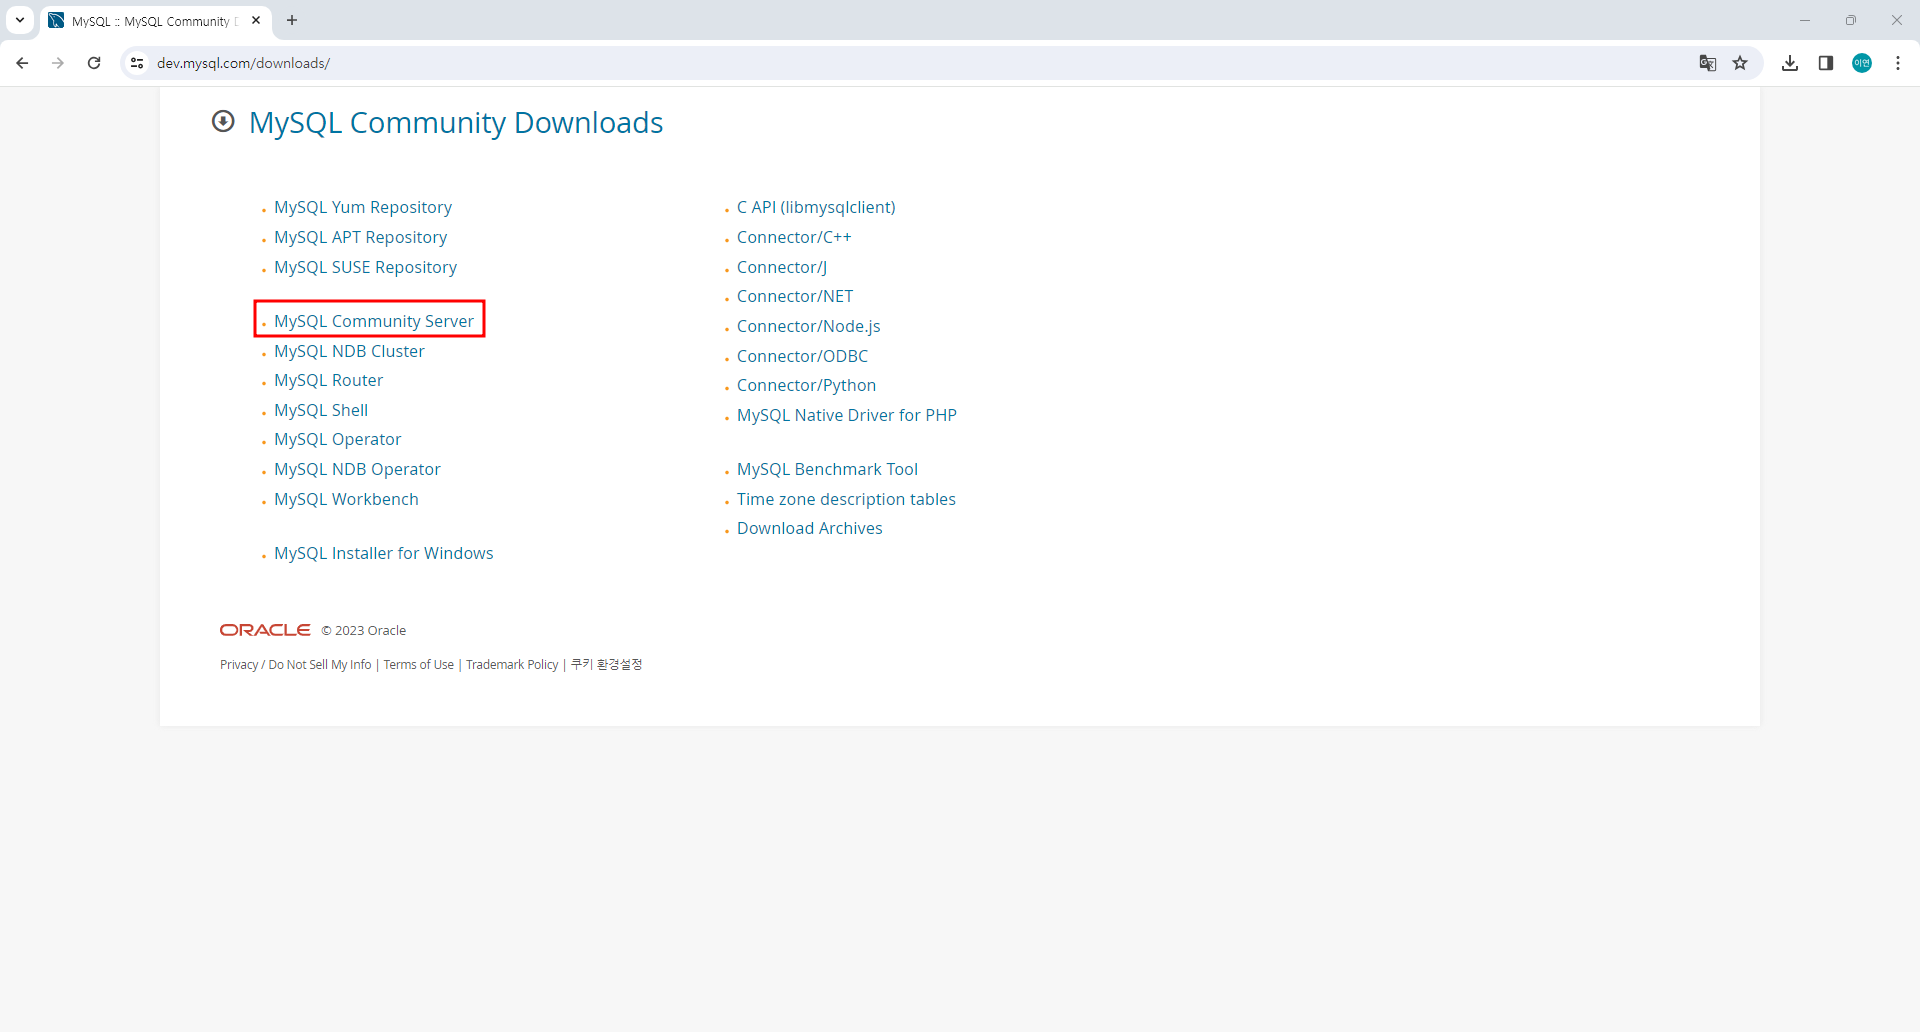 MySQL :: MySQL Community
dev.mysql.com/downloads/
이연
MySQL Community Downloads
MySQL Yum Repository
MySQL APT Repository
MySQL SUSE Repository
MySQL Community Server
MySQL NDB Cluster
MySQL Router
MySQL Shell
MySQL Operator
MySQL NDB Operator
MySQL Workbench
MySQL Installer for Windows
C API (libmysqlclient)
Connector/C++
Connector/J
Connector/NET
Connector/Node.js
Connector/ODBC
Connector/Python
MySQL Native Driver for PHP
MySQL Benchmark Tool
Time zone description tables
Download Archives
ORACLE © 2023 Oracle
Privacy / Do Not Sell My Info | Terms of Use | Trademark Policy | 쿠키 환경설정